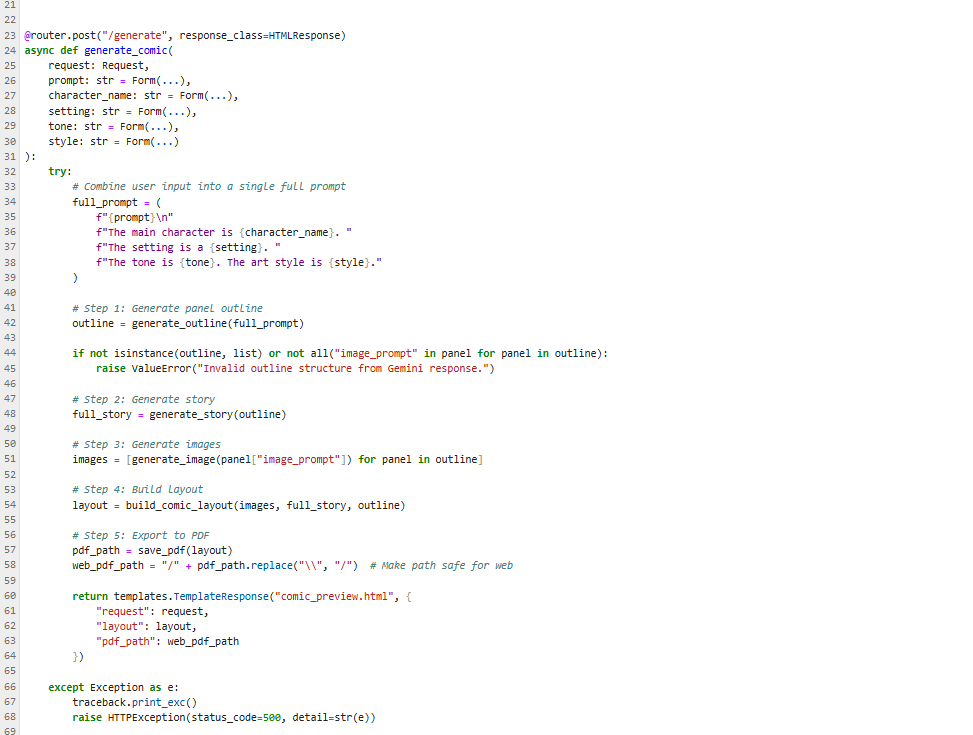 21
22
23 @router.post("/generate", response_class=HTMLResponse)
24 async def generate_comic(
25     request: Request,
26     prompt: str = Form(...),
27     character_name: str = Form(...),
28     setting: str = Form(...),
29     tone: str = Form(...),
30     style: str = Form(...)
31 ):
32     try:
33         # Combine user input into a single full prompt
34         full_prompt = (
35             f"{prompt}\n"
36             f"The main character is {character_name}. "
37             f"The setting is a {setting}. "
38             f"The tone is {tone}. The art style is {style}."
39         )
40
41         # Step 1: Generate panel outline
42         outline = generate_outline(full_prompt)
43
44         if not isinstance(outline, list) or not all("image_prompt" in panel for panel in outline):
45             raise ValueError("Invalid outline structure from Gemini response.")
46
47         # Step 2: Generate story
48         full_story = generate_story(outline)
49
50         # Step 3: Generate images
51         images = [generate_image(panel["image_prompt"]) for panel in outline]
52
53         # Step 4: Build layout
54         layout = build_comic_layout(images, full_story, outline)
55
56         # Step 5: Export to PDF
57         pdf_path = save_pdf(layout)
58         web_pdf_path = "/" + pdf_path.replace("\\", "/")  # Make path safe for web
59
60         return templates.TemplateResponse("comic_preview.html", {
61             "request": request,
62             "layout": layout,
63             "pdf_path": web_pdf_path
64         })
65
66     except Exception as e:
67         traceback.print_exc()
68         raise HTTPException(status_code=500, detail=str(e))
69